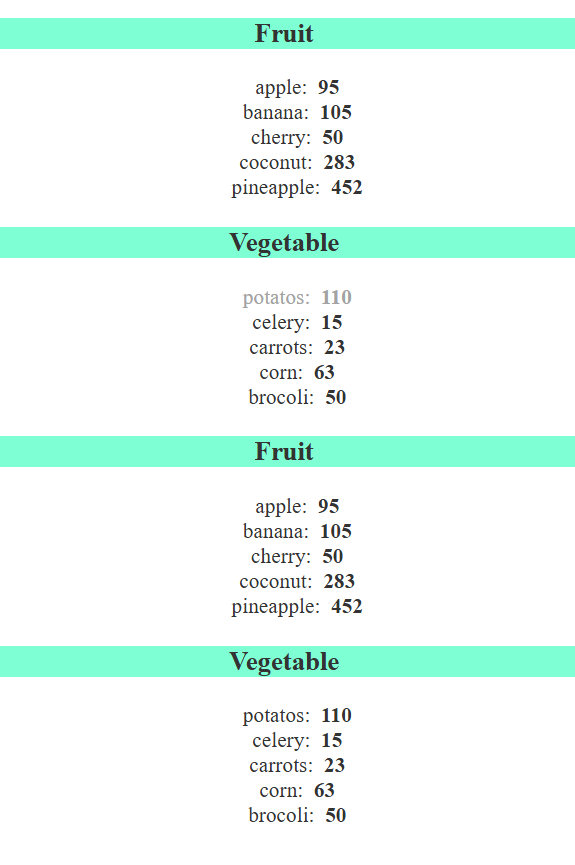 Fruit
apple: 95
banana: 105
cherry: 50
coconut: 283
pineapple: 452
Vegetable
potatos: 110
celery: 15
carrots: 23
corn: 63
brocoli: 50
Fruit
apple: 95
banana: 105
cherry: 50
coconut: 283
pineapple: 452
Vegetable
potatos: 110
celery: 15
carrots: 23
corn: 63
brocoli: 50